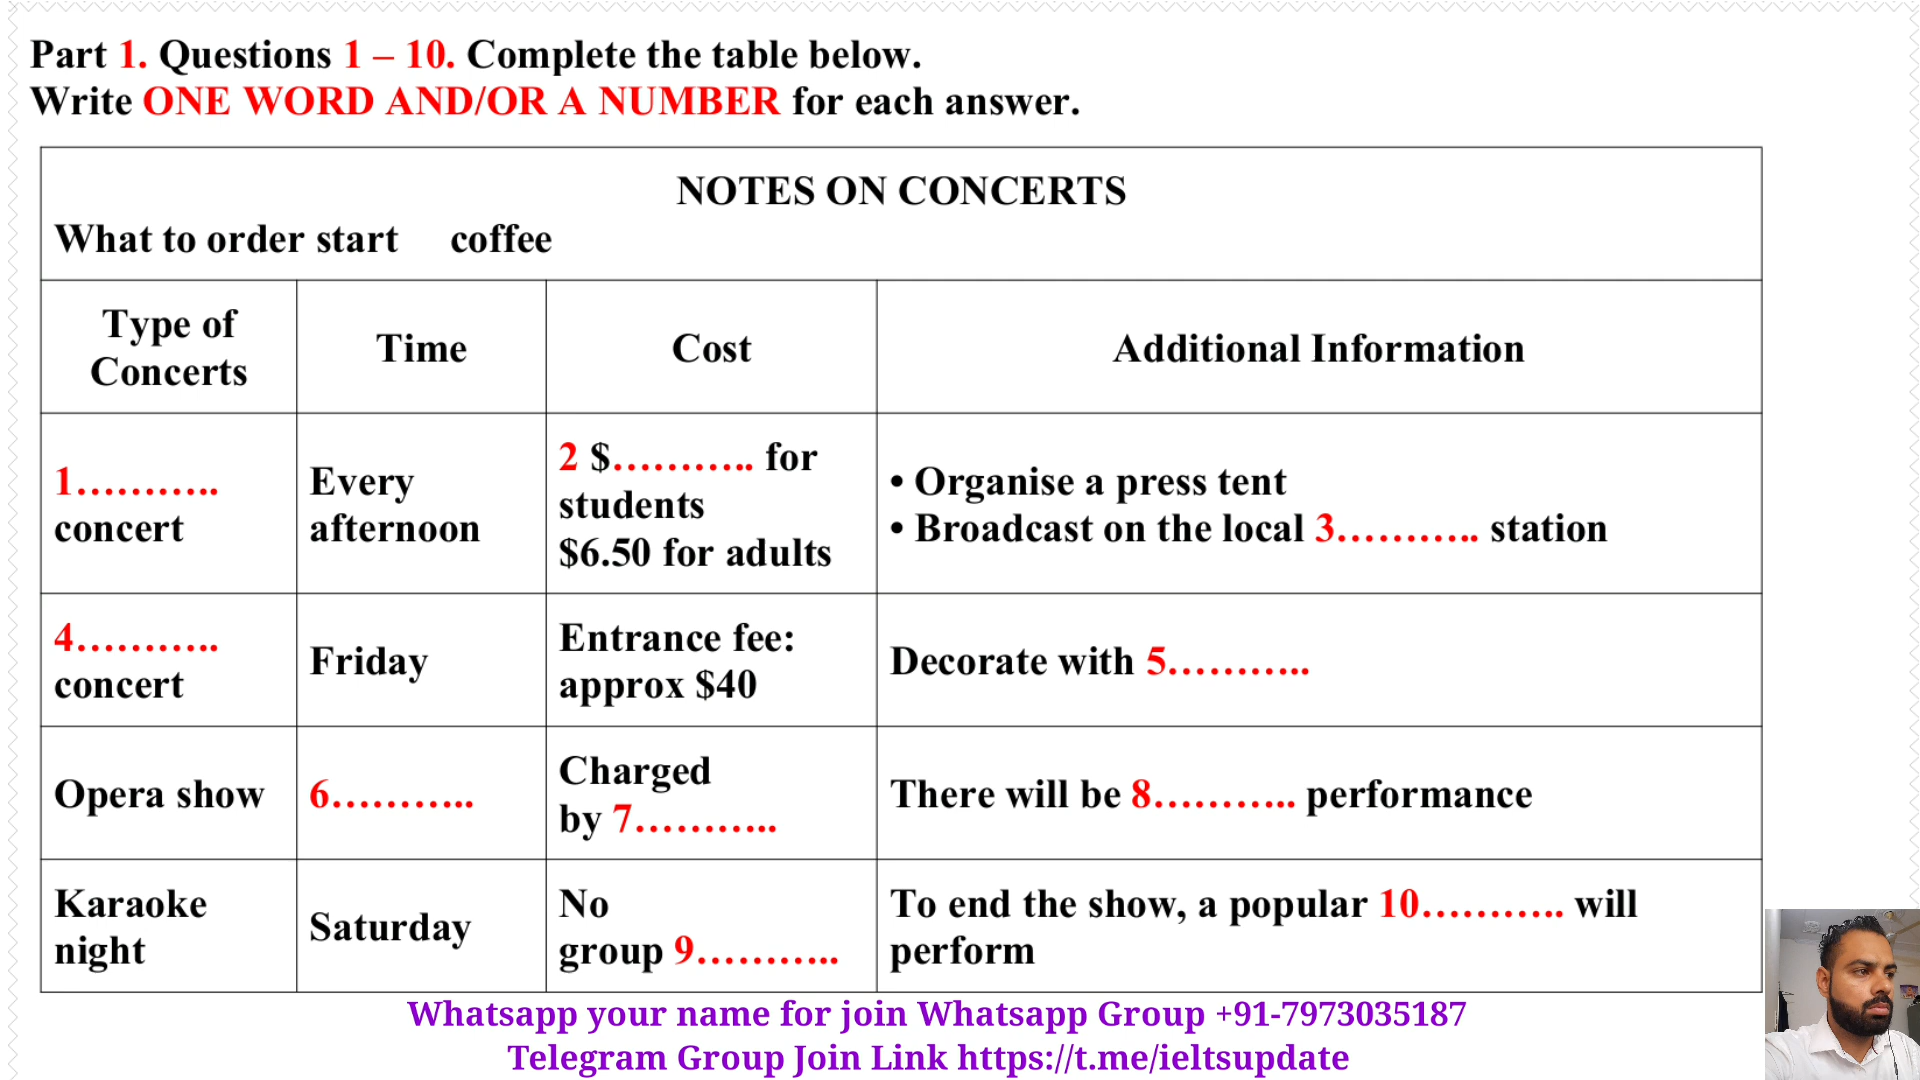 Part 1. Questions 1 – 10. Complete the table below.
Write ONE WORD AND/OR A NUMBER for each answer.
NOTES ON CONCERTS
What to order start coffee
Type of
Concerts
Time
Cost
Additional Information
1………..
concert
Every
afternoon
2 $……….. for
students
$6.50 for adults
• Organise a press tent
• Broadcast on the local 3……….. station
4………..
concert
Friday
Entrance fee:
approx $40
Decorate with 5………..
Opera show
6………..
Charged
by 7………..
There will be 8……….. performance
Karaoke
night
Saturday
No
group 9………..
To end the show, a popular 10……….. will
perform
Whatsapp your name for join Whatsapp Group +91-7973035187
Telegram Group Join Link https://t.me/ieltsupdate